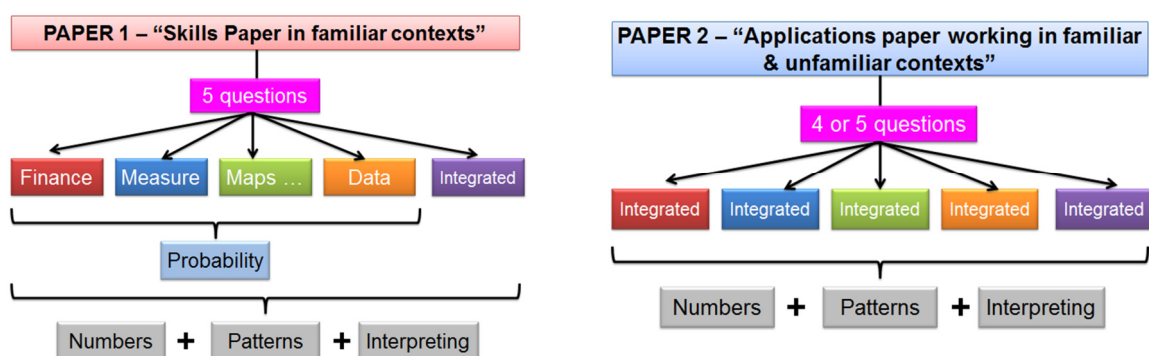 PAPER 1 – “Skills Paper in familiar contexts”
5 questions
Finance
Measure
Maps ...
Data
Integrated
Probability
Numbers + Patterns + Interpreting
PAPER 2 – “Applications paper working in familiar
& unfamiliar contexts”
4 or 5 questions
Integrated
Integrated
Integrated
Integrated
Integrated
Numbers + Patterns + Interpreting